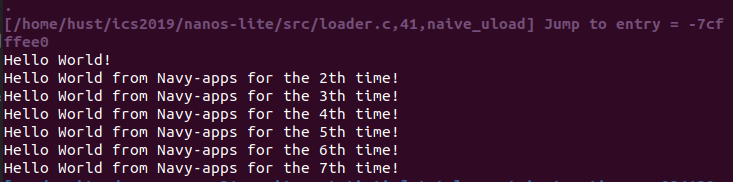 .
[/home/hust/ics2019/nanos-lite/src/loader.c,41,naive_uload] Jump to entry = -7cf
ffee0
Hello World!
Hello World from Navy-apps for the 2th time!
Hello World from Navy-apps for the 3th time!
Hello World from Navy-apps for the 4th time!
Hello World from Navy-apps for the 5th time!
Hello World from Navy-apps for the 6th time!
Hello World from Navy-apps for the 7th time!